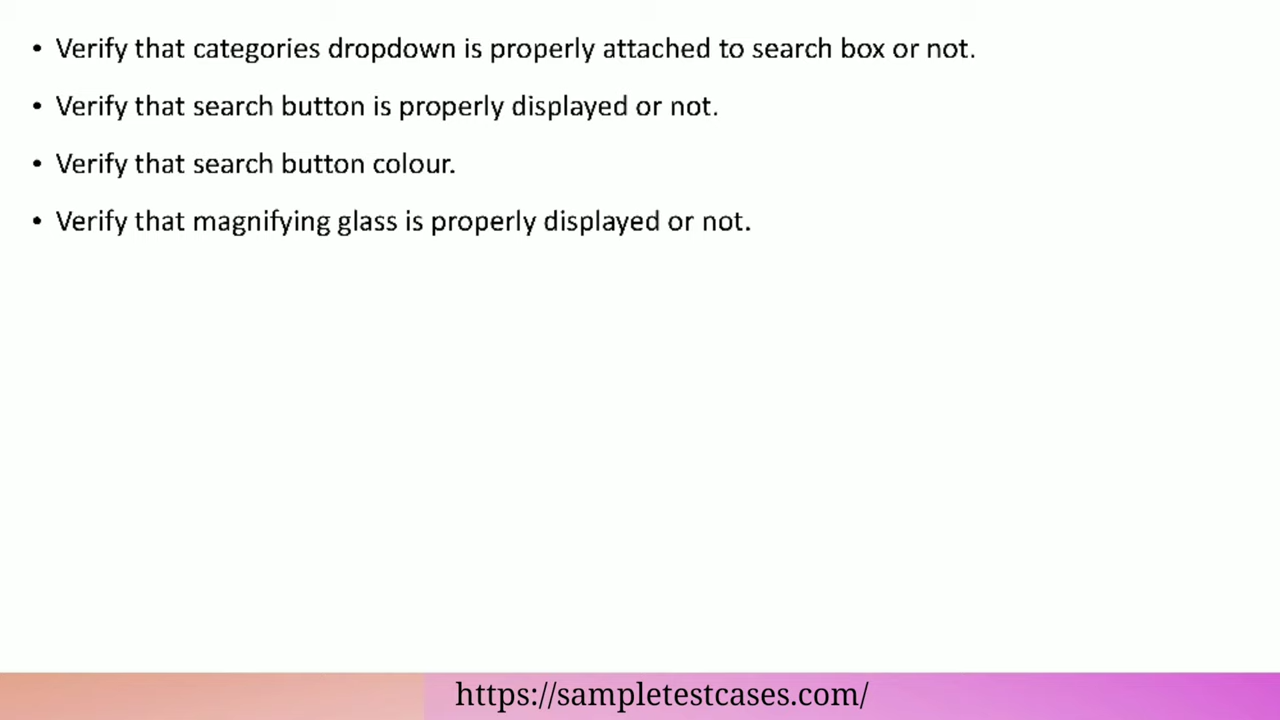 • Verify that categories dropdown is properly attached to search box or not.
• Verify that search button is properly displayed or not.
• Verify that search button colour.
• Verify that magnifying glass is properly displayed or not.
https://sampletestcases.com/